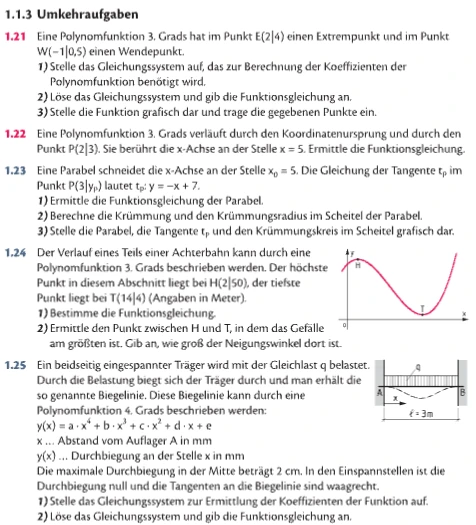 1.1.3 Umkehraufgaben
1.21 Eine Polynomfunktion 3. Grads hat im Punkt E(2|4) einen Extrempunkt und im Punkt
W(−1|0,5) einen Wendepunkt.
1) Stelle das Gleichungssystem auf, das zur Berechnung der Koeffizienten der
Polynomfunktion benötigt wird.
2) Löse das Gleichungssystem und gib die Funktionsgleichung an.
3) Stelle die Funktion grafisch dar und trage die gegebenen Punkte ein.
1.22 Eine Polynomfunktion 3. Grads verläuft durch den Koordinatenursprung und durch den
Punkt P(2|3). Sie berührt die x-Achse an der Stelle x = 5. Ermittle die Funktionsgleichung.
1.23 Eine Parabel schneidet die x-Achse an der Stelle x₀ = 5. Die Gleichung der Tangente tₚ im
Punkt P(3|yₚ) lautet tₚ: y = −x + 7.
1) Ermittle die Funktionsgleichung der Parabel.
2) Berechne die Krümmung und den Krümmungsradius im Scheitel der Parabel.
3) Stelle die Parabel, die Tangente tₚ und den Krümmungskreis im Scheitel grafisch dar.
1.24 Der Verlauf eines Teils einer Achterbahn kann durch eine
Polynomfunktion 3. Grads beschrieben werden. Der höchste
Punkt in diesem Abschnitt liegt bei H(2|50), der tiefste
Punkt liegt bei T(14|4) (Angaben in Meter).
1) Bestimme die Funktionsgleichung.
2) Ermittle den Punkt zwischen H und T, in dem das Gefälle
am größten ist. Gib an, wie groß der Neigungswinkel dort ist.
y
H
T
0
x
1.25 Ein beidseitig eingespannter Träger wird mit der Gleichlast q belastet.
Durch die Belastung biegt sich der Träger durch und man erhält die
so genannte Biegelinie. Diese Biegelinie kann durch eine
Polynomfunktion 4. Grads beschrieben werden:
y(x) = a · x⁴ + b · x³ + c · x² + d · x + e
x ... Abstand vom Auflager A in mm
y(x) ... Durchbiegung an der Stelle x in mm
Die maximale Durchbiegung in der Mitte beträgt 2 cm. In den Einspannstellen ist die
Durchbiegung null und die Tangenten an die Biegelinie sind waagrecht.
1) Stelle das Gleichungssystem zur Ermittlung der Koeffizienten der Funktion auf.
2) Löse das Gleichungssystem und gib die Funktionsgleichung an.
q
A
B
x
ℓ = 3m